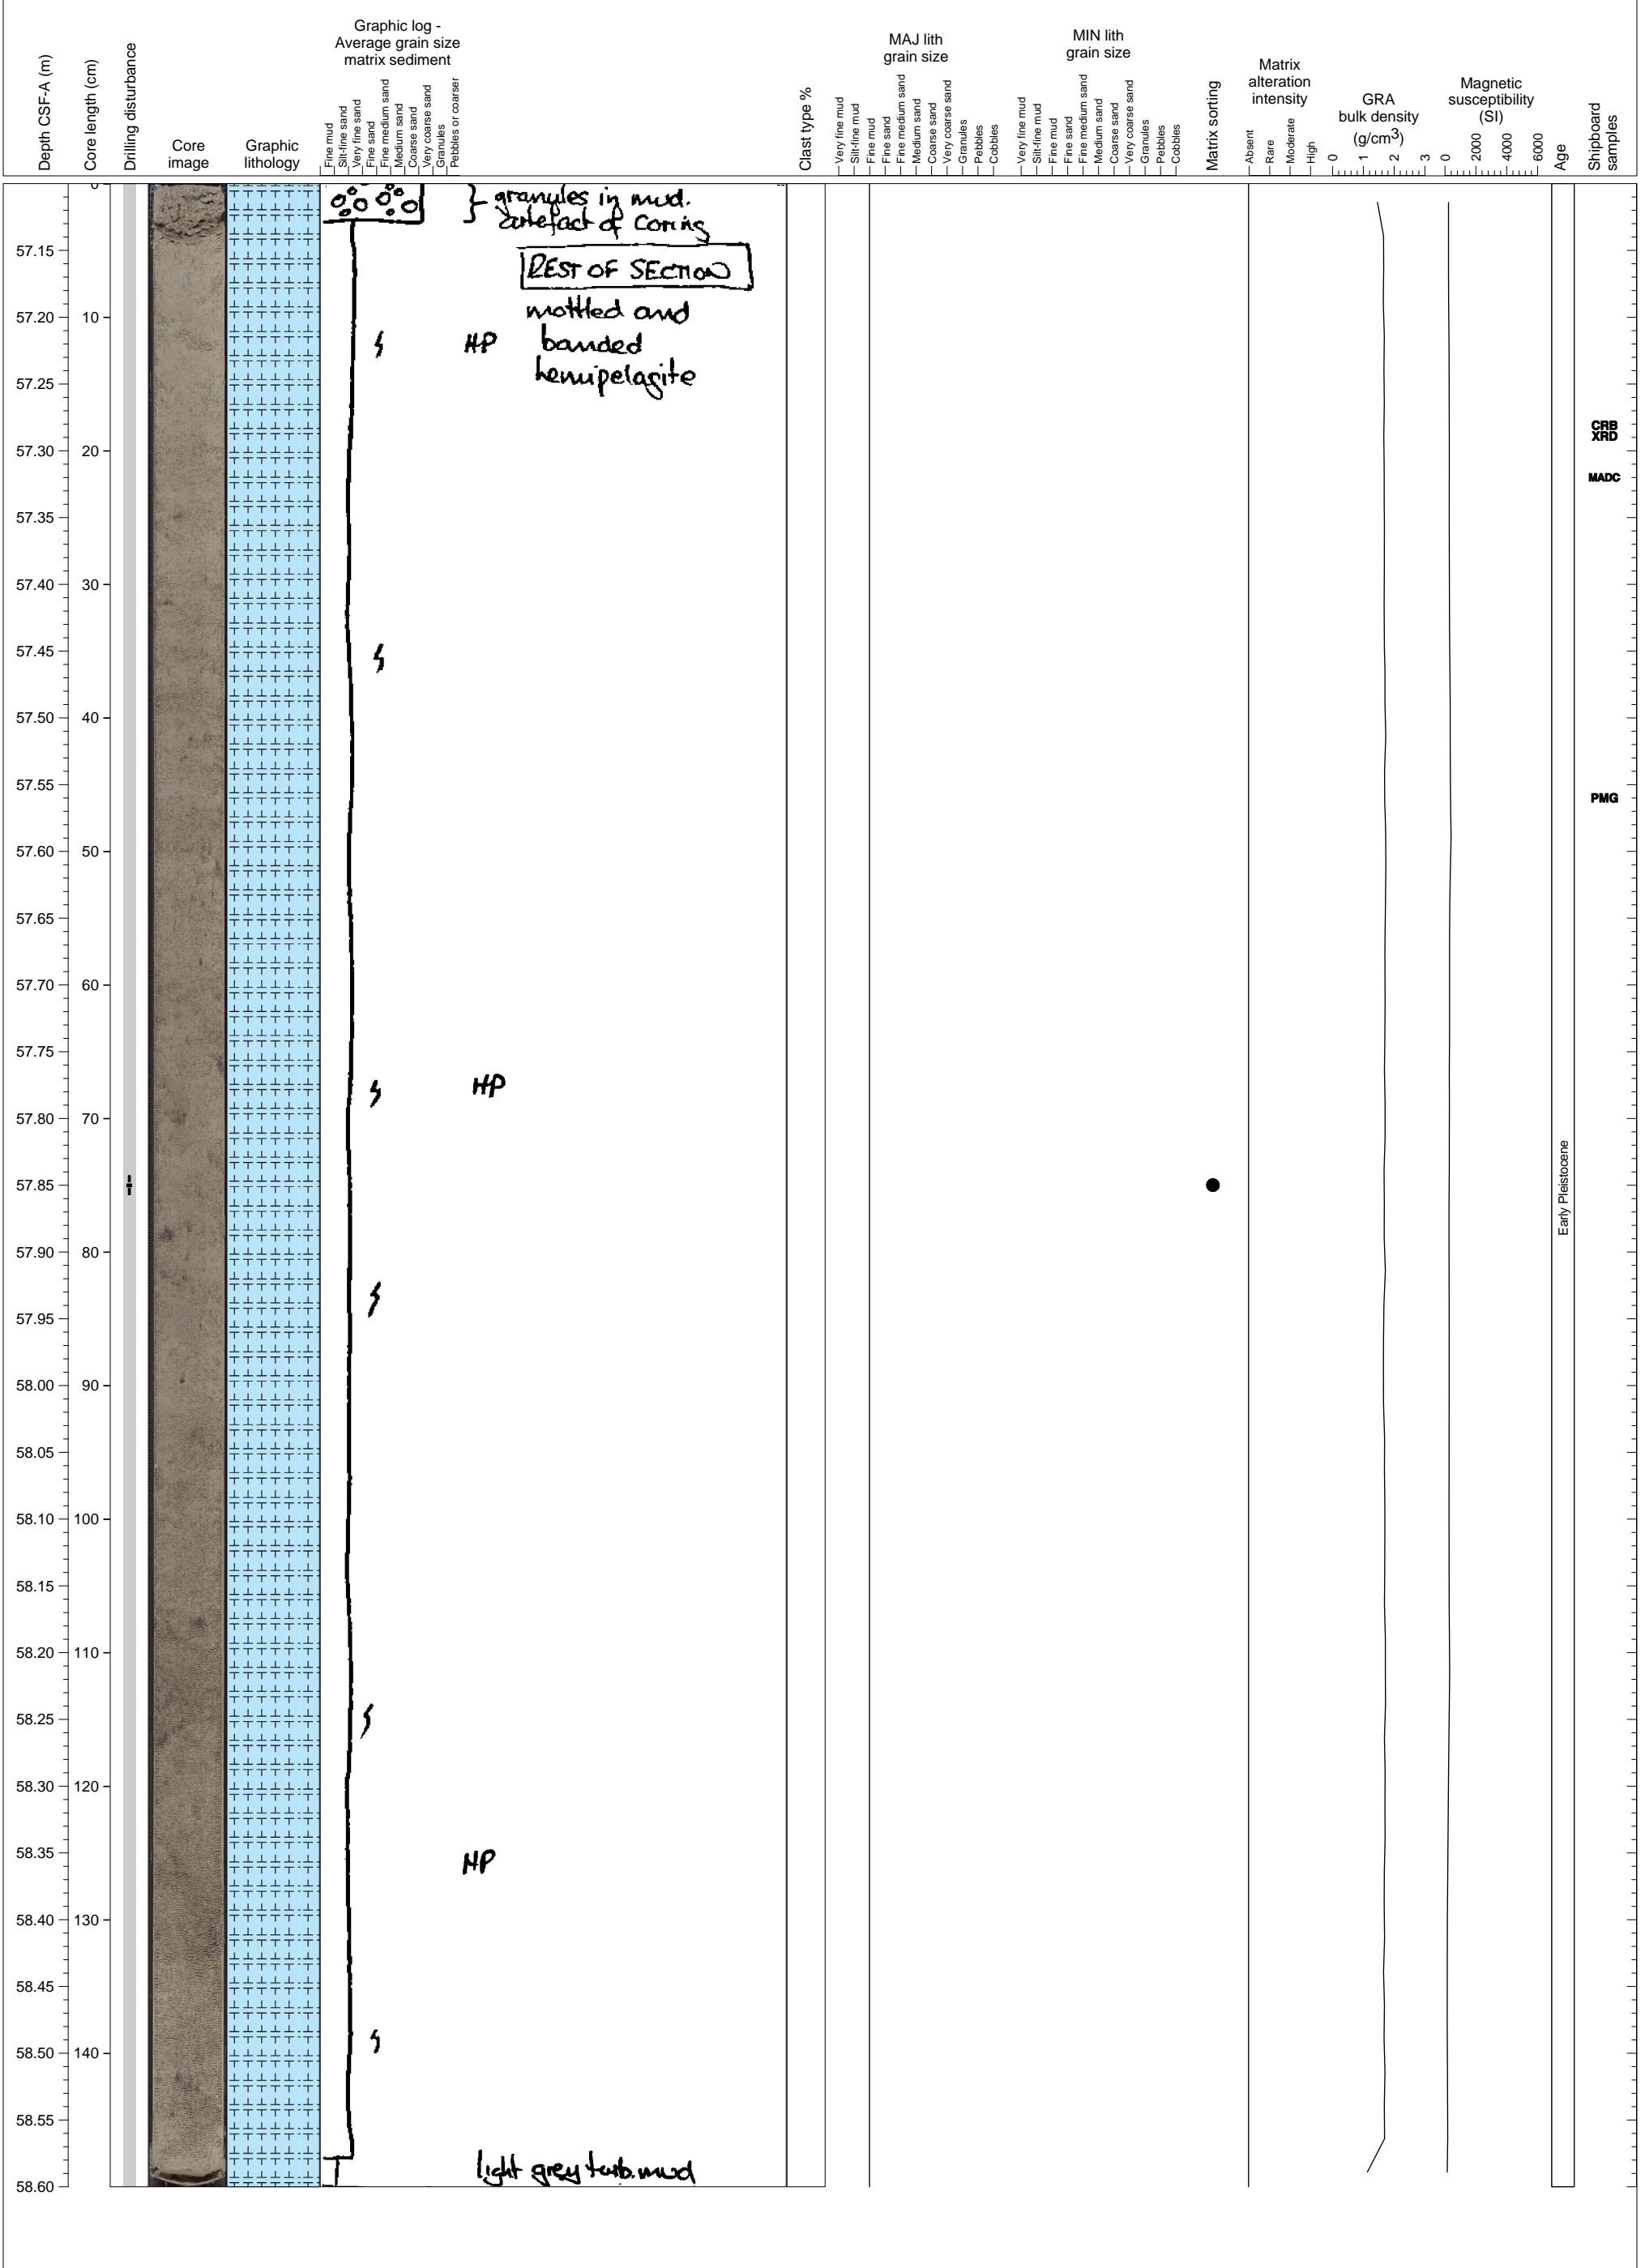 Depth CSF-A (m)
Core length (cm)
Drilling disturbance
Core
image
Graphic
lithology
Graphic log -
Average grain size
matrix sediment
Fine mud
Silt-fine sand
Very fine sand
Fine sand
Fine medium sand
Medium sand
Coarse sand
Very coarse sand
Granules
Pebbles or coarser
Clast type %
MAJ lith
grain size
Very fine mud
Silt-fine mud
Fine mud
Fine sand
Fine medium sand
Medium sand
Coarse sand
Very coarse sand
Granules
Pebbles
Cobbles
MIN lith
grain size
Very fine mud
Silt-fine mud
Fine mud
Fine sand
Fine medium sand
Medium sand
Coarse sand
Very coarse sand
Granules
Pebbles
Cobbles
Matrix sorting
Matrix
alteration
intensity
Absent
Rare
Moderate
High
GRA
bulk density
(g/cm3)
0 1 2 3
Magnetic
susceptibility
(SI)
0 2000 4000 6000
Age
Shipboard
samples
0
granules in mud.
artefact of coring
57.15
REST OF SECTION
57.20 10
mottled and
HP banded
hemipelagite
57.25
CRB
XRD
57.30 20
MADC
57.35
57.40 30
57.45
57.50 40
57.55
PMG
57.60 50
57.65
57.70 60
57.75
HP
57.80 70
57.85
Early Pleistocene
57.90 80
57.95
58.00 90
58.05
58.10 100
58.15
58.20 110
58.25
58.30 120
58.35
HP
58.40 130
58.45
58.50 140
58.55
light grey turb. mud
58.60